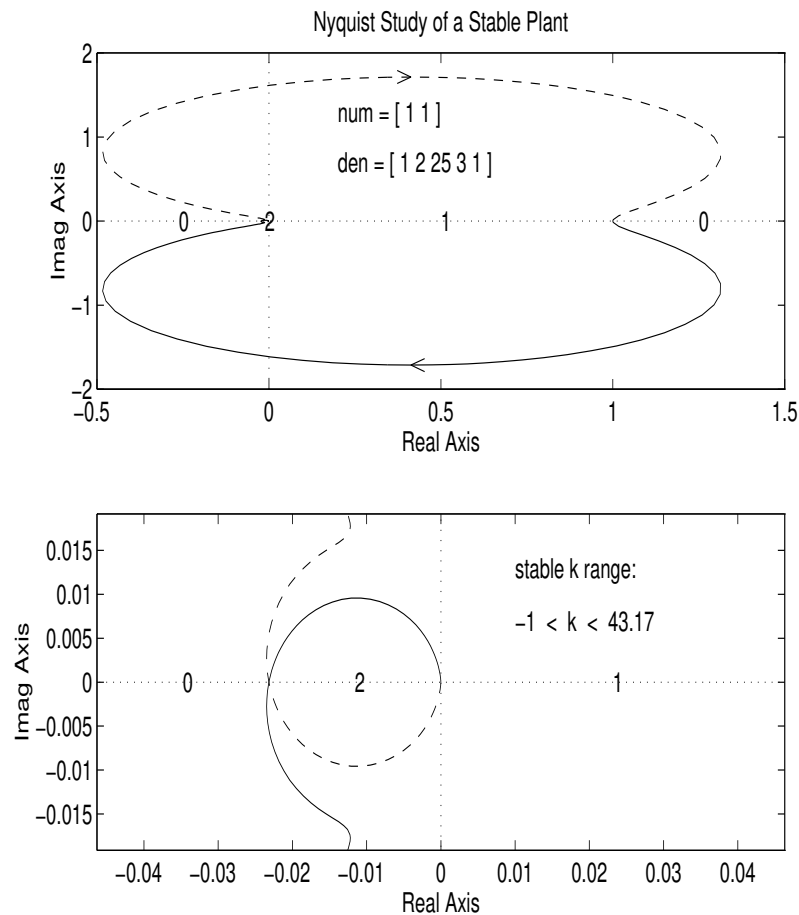 Nyquist Study of a Stable Plant
2
num = [ 1 1 ]
1
den = [ 1 2 25 3 1 ]
Imag Axis
0
0 2 1 0
−1
−2
−0.5 0 0.5 1 1.5
Real Axis
0.015
stable k range:
0.01
−1 < k < 43.17
0.005
Imag Axis
0
0 2 1
−0.005
−0.01
−0.015
−0.04 −0.03 −0.02 −0.01 0 0.01 0.02 0.03 0.04
Real Axis